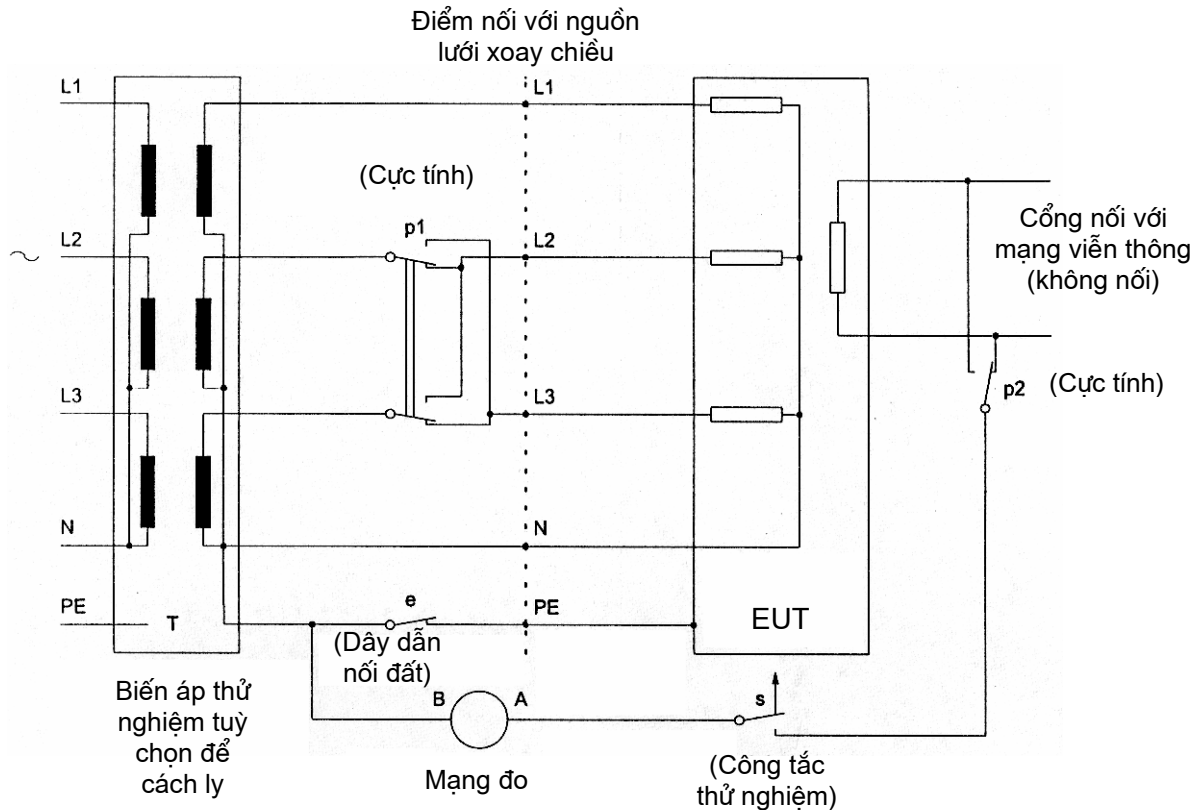 Điểm nối với nguồn
lưới xoay chiều
L1
L1
(Cực tính)
p1
L2
L2
Cổng nối với
mạng viễn thông
(không nối)
~
L3
L3
p2
(Cực tính)
N
N
PE
T
e
PE
EUT
(Dây dẫn
nối đất)
Biến áp thử
nghiệm tuỳ
chọn để
cách ly
B
A
s
Mạng đo
(Công tắc
thử nghiệm)